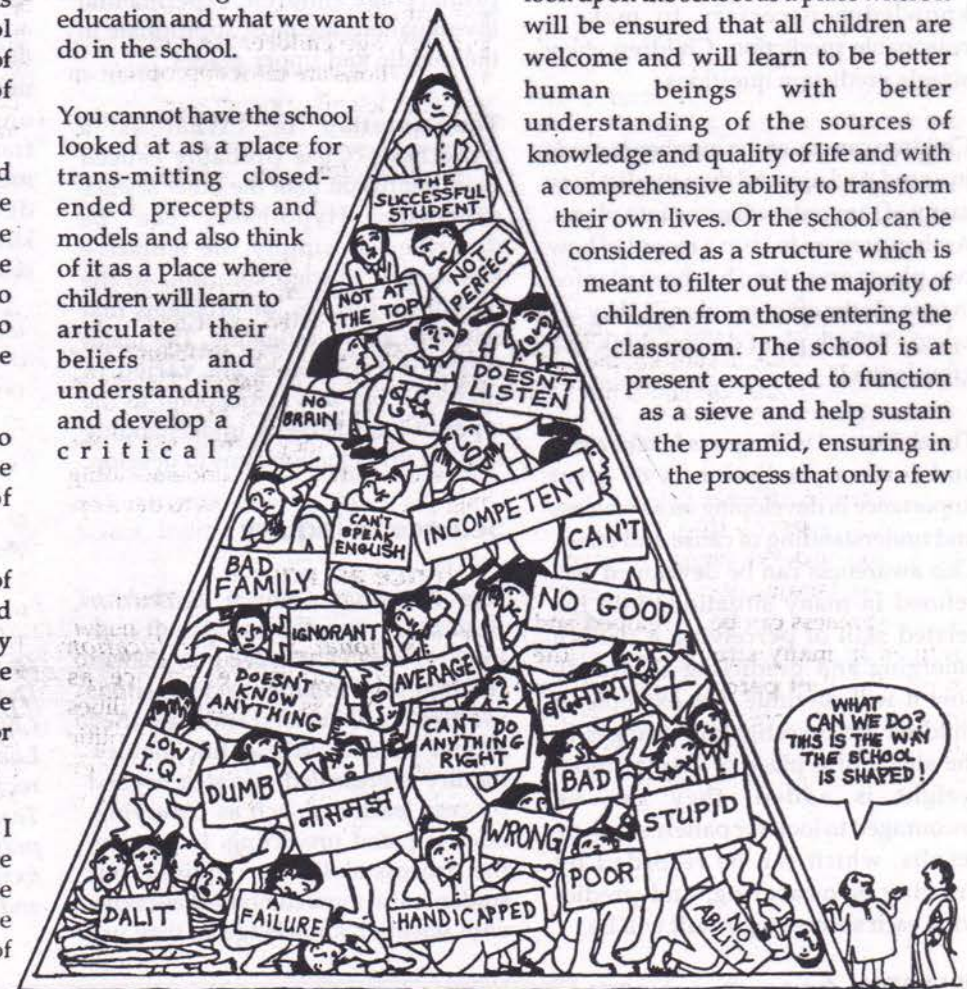 education and what we want to
do in the school.
You cannot have the school
looked at as a place for
trans-mitting closed-
ended precepts and
models and also think
of it as a place where
children will learn to
articulate their
beliefs and
understanding
and develop a
critical
will be ensured that all children are
welcome and will learn to be better
human beings with better
understanding of the sources of
knowledge and quality of life and with
a comprehensive ability to transform
their own lives. Or the school can be
considered as a structure which is
meant to filter out the majority of
children from those entering the
classroom. The school is at
present expected to function
as a sieve and help sustain
the pyramid, ensuring in
the process that only a few
THE
SUCCESSFUL
STUDENT
NOT AT
THE TOP
NOT
PERFECT
NO
BRAIN
DOESN'T
LISTEN
CAN'T
SPEAK
ENGLISH
INCOMPETENT
CAN'T
BAD
FAMILY
NO GOOD
IGNORANT
AVERAGE
DOESN'T
KNOW
ANYTHING
बदमाश
LOW
I.Q.
CANT DO
ANYTHING
RIGHT
DUMB
नासमझ
BAD
STUPID
WRONG
POOR
DALIT
FAILURE
HANDICAPPED
NO
ABILITY
WHAT
CAN WE DO?
THIS IS THE WAY
THE SCHOOL
IS SHAPED!